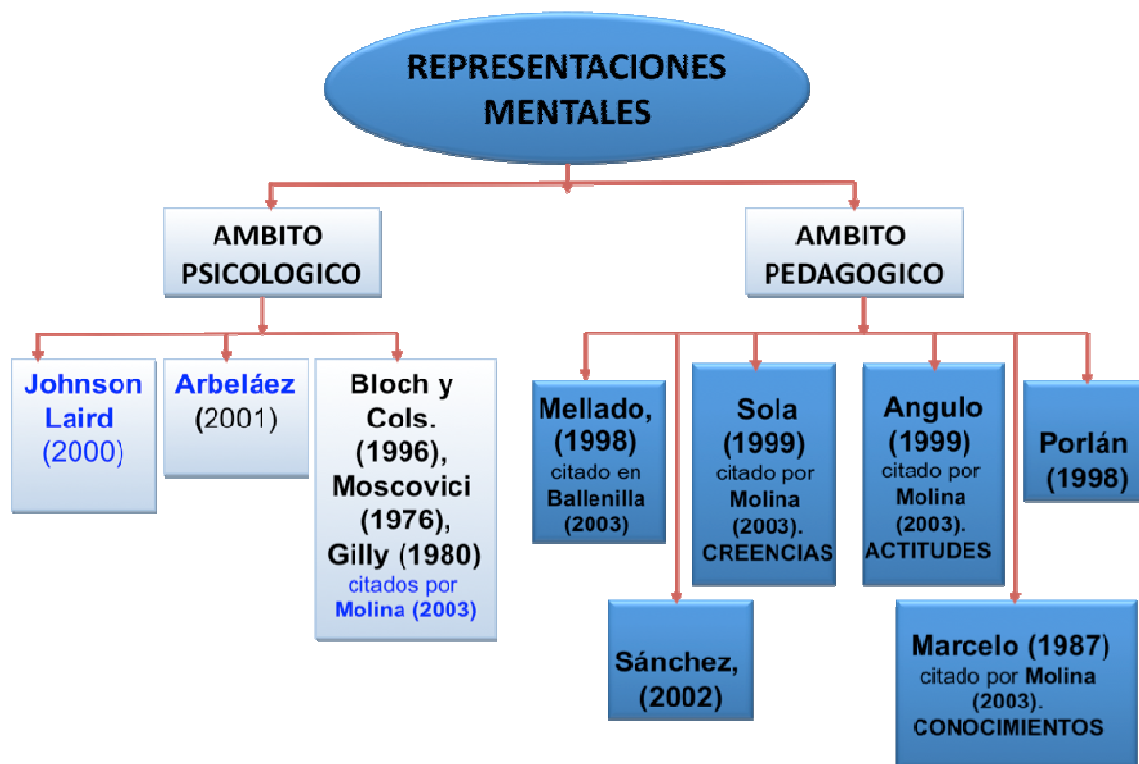 REPRESENTACIONES
MENTALES
AMBITO
PSICOLOGICO
AMBITO
PEDAGOGICO
Johnson
Laird
(2000)
Arbeláez
(2001)
Bloch y
Cols.
(1996),
Moscovici
(1976),
Gilly (1980)
citados por
Molina (2003)
Mellado,
(1998)
citado en
Ballenilla
(2003)
Sola
(1999)
citado por
Molina
(2003).
CREENCIAS
Angulo
(1999)
citado por
Molina
(2003).
ACTITUDES
Porlán
(1998)
Sánchez,
(2002)
Marcelo (1987)
citado por Molina
(2003).
CONOCIMIENTOS